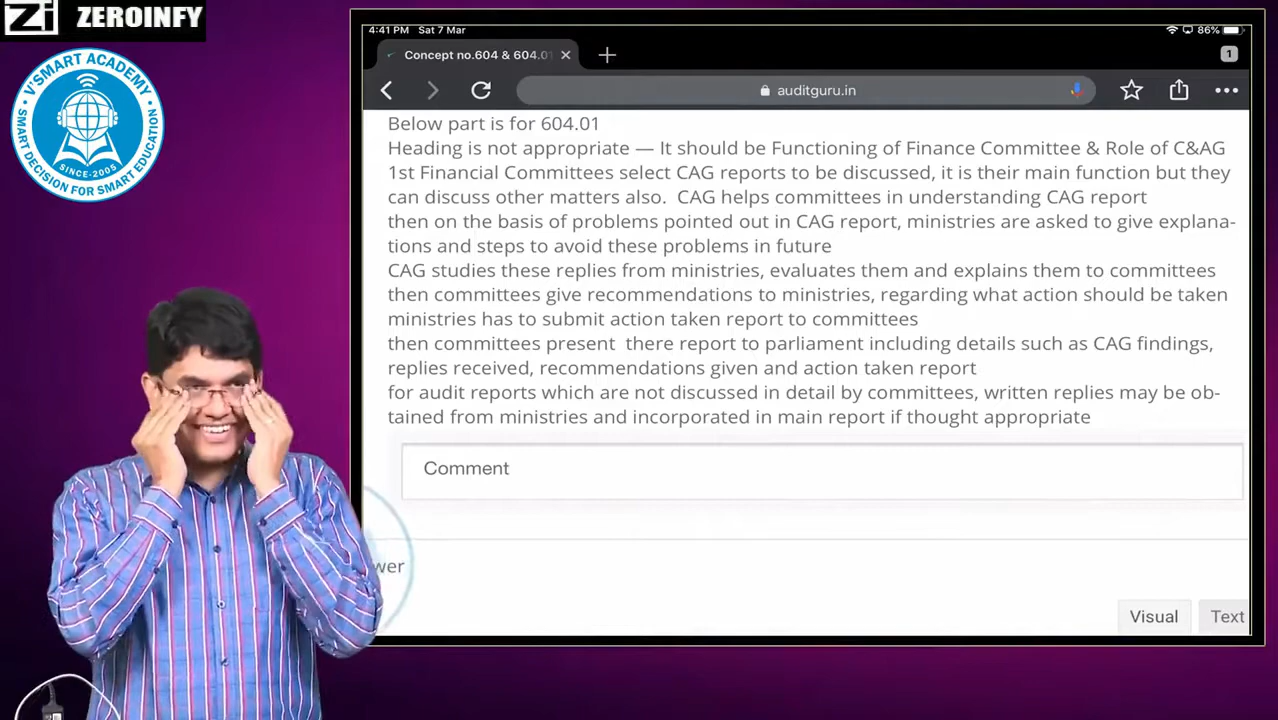 Zi ZEROINFY
V'SMART ACADEMY
SMART DECISION FOR SMART EDUCATION
SINCE-2005
4:41 PM Sat 7 Mar
86%
Concept no.604 & 604.01
1
auditguru.in
Below part is for 604.01
Heading is not appropriate — It should be Functioning of Finance Committee & Role of C&AG
1st Financial Committees select CAG reports to be discussed, it is their main function but they
can discuss other matters also. CAG helps committees in understanding CAG report
then on the basis of problems pointed out in CAG report, ministries are asked to give explana-
tions and steps to avoid these problems in future
CAG studies these replies from ministries, evaluates them and explains them to committees
then committees give recommendations to ministries, regarding what action should be taken
ministries has to submit action taken report to committees
then committees present there report to parliament including details such as CAG findings,
replies received, recommendations given and action taken report
for audit reports which are not discussed in detail by committees, written replies may be ob-
tained from ministries and incorporated in main report if thought appropriate
Comment
wer
Visual
Text